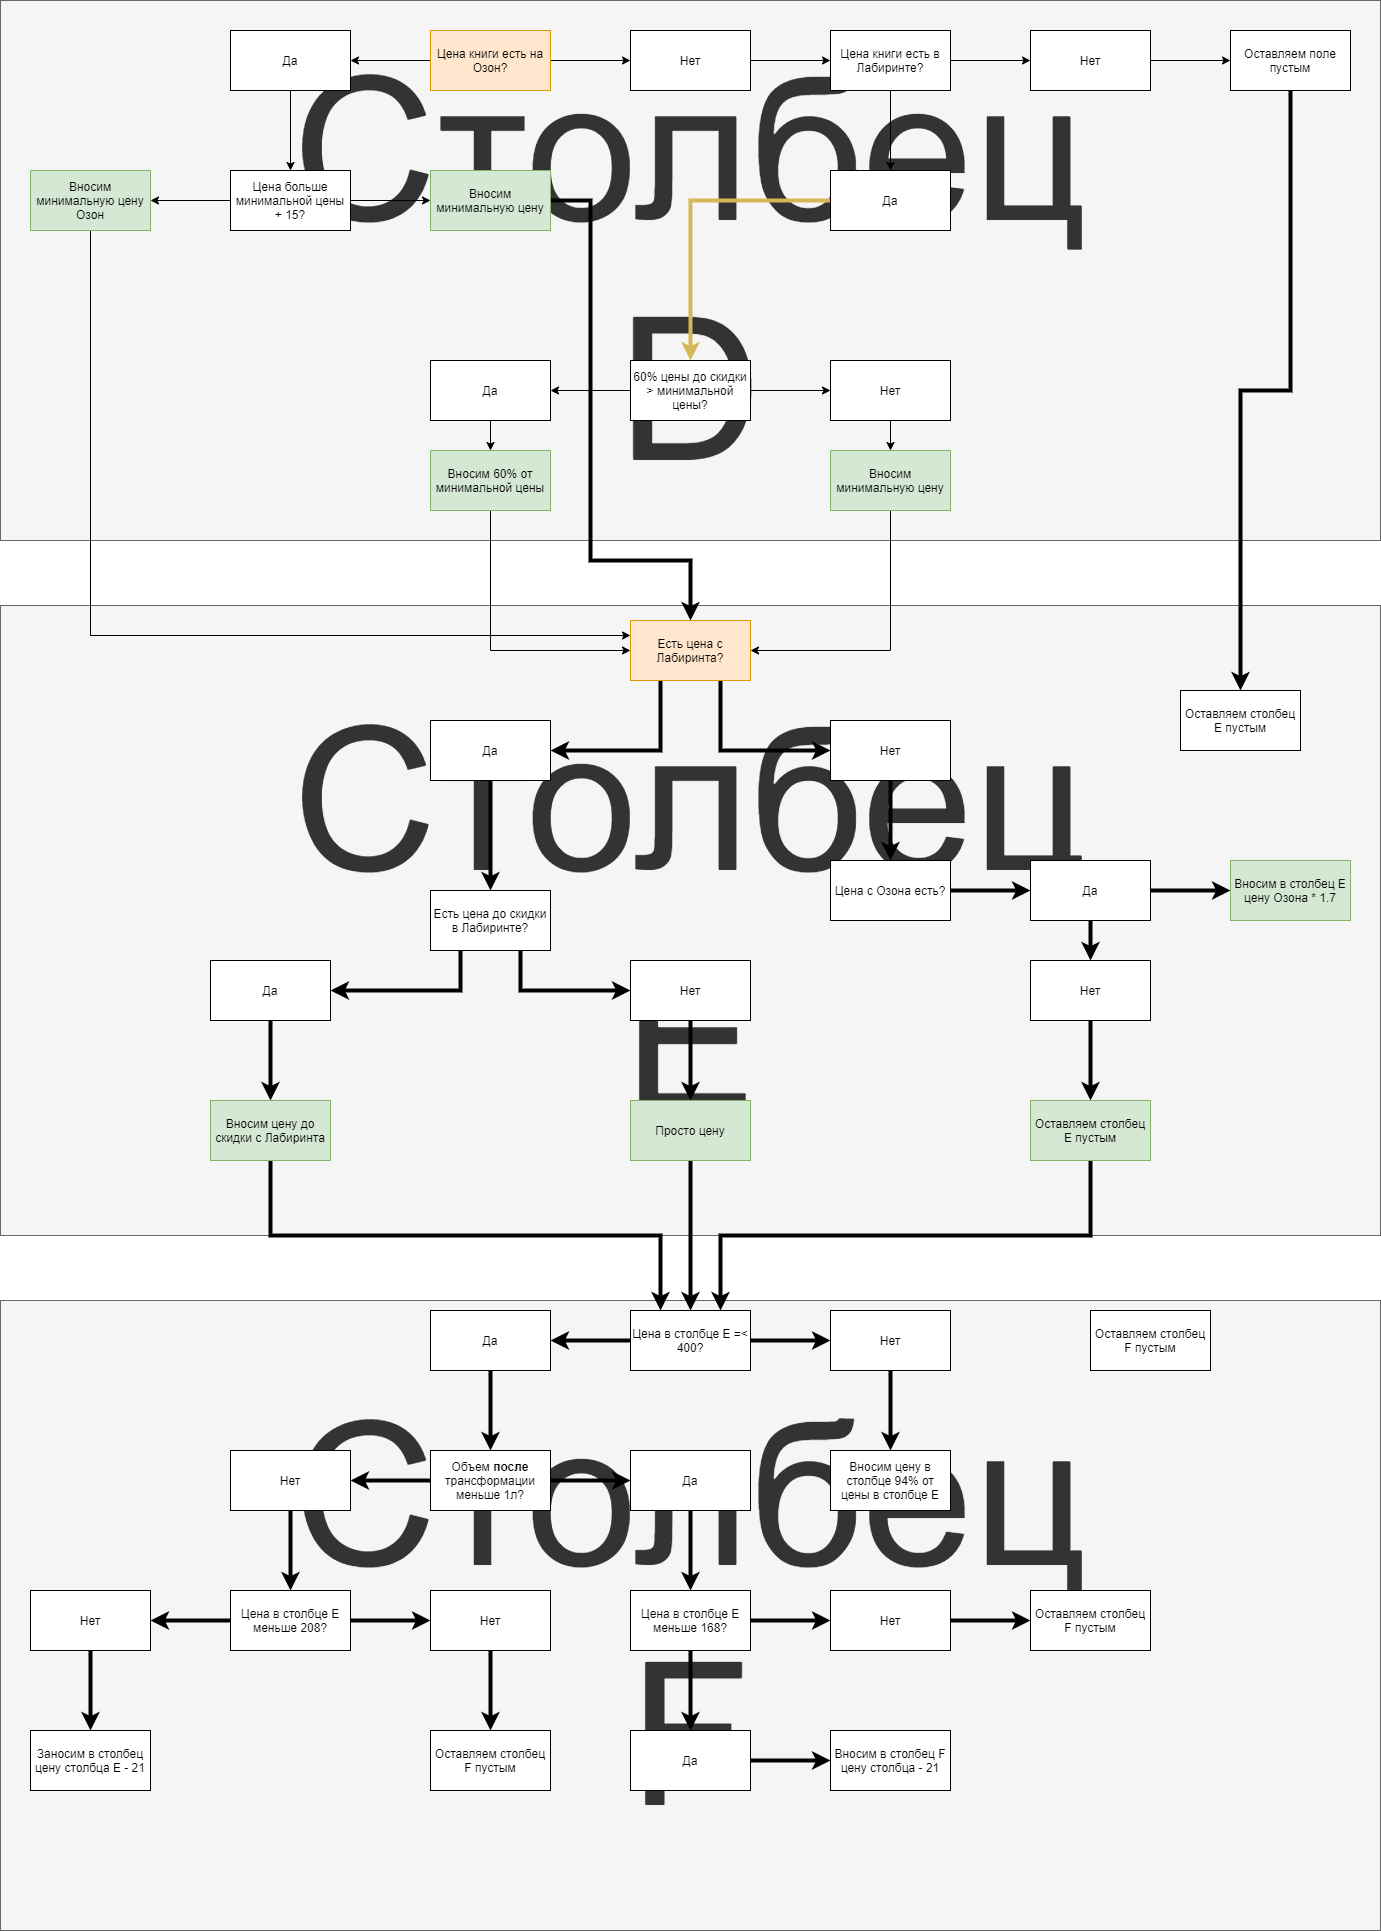 Да
Цена книги есть на
Озон?
Нет
Цена книги есть в
Лабиринте?
Нет
Оставляем поле
пустым
Столбец
D
Вносим
минимальную цену
Озон
Цена больше
минимальной цены
+ 15?
Вносим
минимальную цену
Да
Да
60% цены до скидки
> минимальной
цены?
Нет
Вносим 60% от
минимальной цены
Вносим
минимальную цену
Есть цена с
Лабиринта?
Оставляем столбец
Е пустым
Да
Нет
Столбец
E
Цена с Озона есть?
Да
Вносим в столбец Е
цену Озона * 1.7
Есть цена до скидки
в Лабиринте?
Да
Нет
Нет
Вносим цену до
скидки с Лабиринта
Просто цену
Оставляем столбец
Е пустым
Да
Цена в столбце Е =<
400?
Нет
Оставляем столбец
F пустым
Столбец
F
Нет
Объем после
трансформации
меньше 1л?
Да
Вносим цену в
столбце 94% от
цены в столбце Е
Нет
Цена в столбце Е
меньше 208?
Нет
Цена в столбце Е
меньше 168?
Нет
Оставляем столбец
F пустым
Заносим в столбец
цену столбца Е - 21
Оставляем столбец
F пустым
Да
Вносим в столбец F
цену столбца - 21